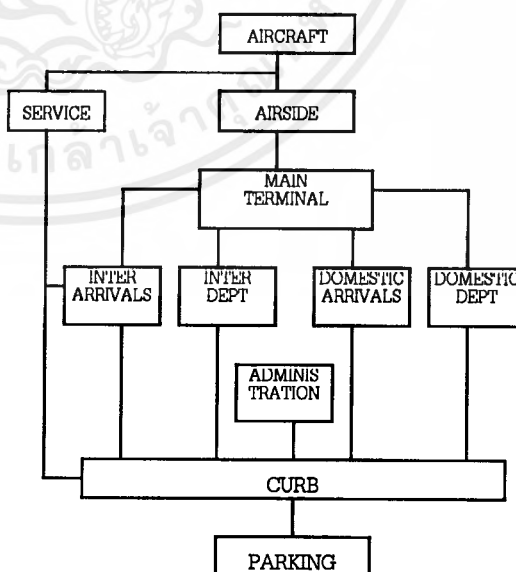 AIRCRAFT
SERVICE
AIRSIDE
MAIN
TERMINAL
INTER
ARRIVALS
INTER
DEPT
DOMESTIC
ARRIVALS
DOMESTIC
DEPT
ADMINIS
TRATION
CURB
PARKING